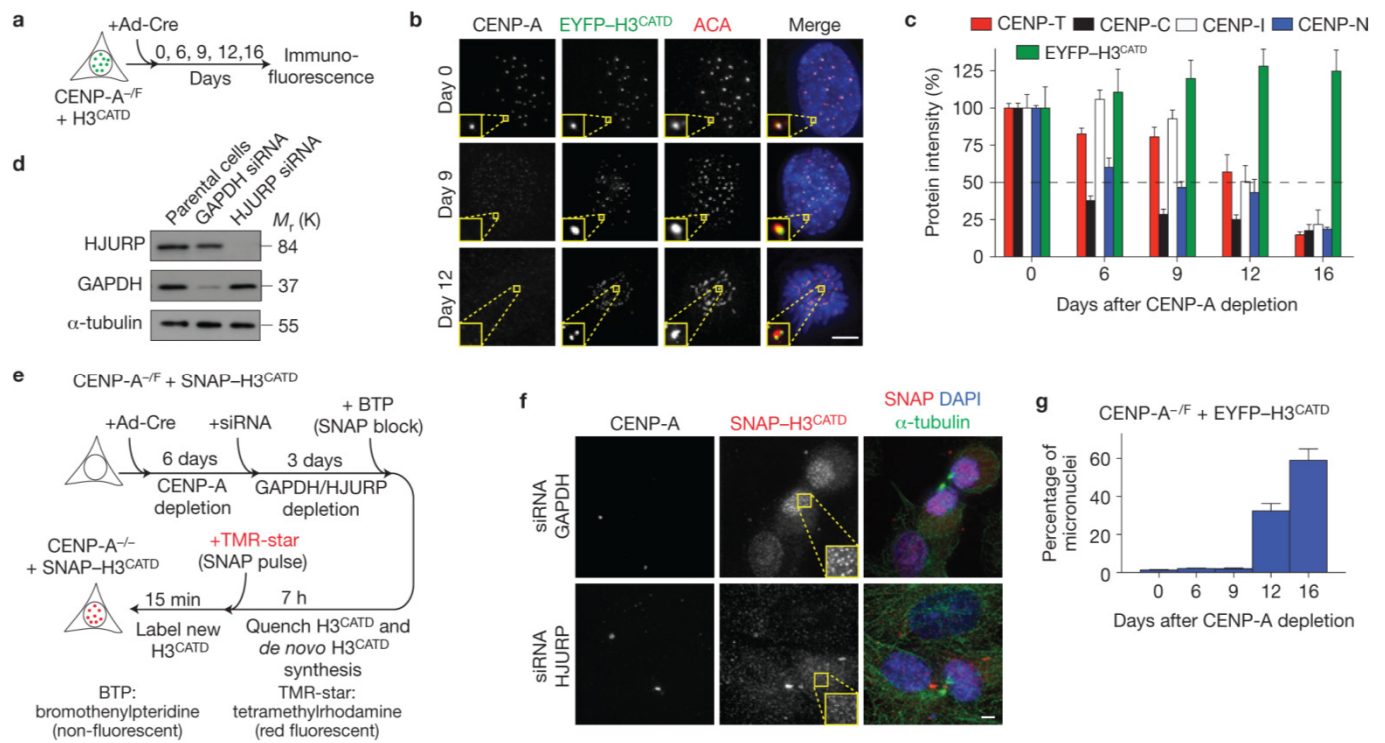 a
+Ad-Cre
0, 6, 9, 12,16
Days
Immuno-
fluorescence
CENP-A–/F
+ H3CATD
b
CENP-A
EYFP–H3CATD
ACA
Merge
Day 0
Day 9
Day 12
c
CENP-T
CENP-C
CENP-I
CENP-N
EYFP–H3CATD
Protein intensity (%)
125
100
75
50
25
0
0
6
9
12
16
Days after CENP-A depletion
d
Parental cells
GAPDH siRNA
HJURP siRNA
Mr (K)
HJURP
84
GAPDH
37
α-tubulin
55
e
CENP-A–/F + SNAP–H3CATD
+Ad-Cre
+siRNA
+ BTP
(SNAP block)
6 days
3 days
CENP-A
depletion
GAPDH/HJURP
depletion
CENP-A–/–
+ SNAP–H3CATD
+TMR-star
(SNAP pulse)
15 min
7 h
Label new
H3CATD
Quench H3CATD and
de novo H3CATD
synthesis
BTP:
bromothenylpteridine
(non-fluorescent)
TMR-star:
tetramethylrhodamine
(red fluorescent)
f
CENP-A
SNAP–H3CATD
SNAP DAPI
α-tubulin
siRNA
GAPDH
siRNA
HJURP
g
CENP-A–/F + EYFP–H3CATD
Percentage of
micronuclei
60
40
20
0
0
6
9
12
16
Days after CENP-A depletion